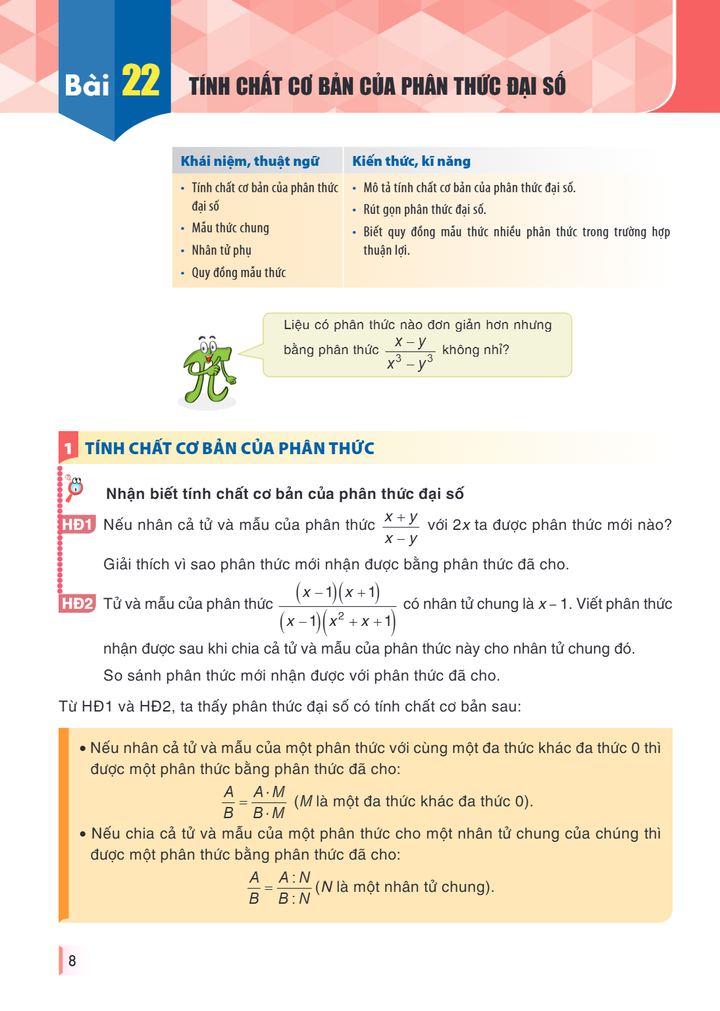 Bài 22
TÍNH CHẤT CƠ BẢN CỦA PHÂN THỨC ĐẠI SỐ
Khái niệm, thuật ngữ
• Tính chất cơ bản của phân thức
đại số
• Mẫu thức chung
• Nhân tử phụ
• Quy đồng mẫu thức
Kiến thức, kĩ năng
• Mô tả tính chất cơ bản của phân thức đại số.
• Rút gọn phân thức đại số.
• Biết quy đồng mẫu thức nhiều phân thức trong trường hợp
thuận lợi.
Liệu có phân thức nào đơn giản hơn nhưng
bằng phân thức (x – y)/(x³ – y³) không nhỉ?
1 TÍNH CHẤT CƠ BẢN CỦA PHÂN THỨC
Nhận biết tính chất cơ bản của phân thức đại số
HĐ1 Nếu nhân cả tử và mẫu của phân thức (x + y)/(x – y) với 2x ta được phân thức mới nào?
Giải thích vì sao phân thức mới nhận được bằng phân thức đã cho.
HĐ2 Tử và mẫu của phân thức (x – 1)(x + 1)/(x – 1)(x² + x + 1) có nhân tử chung là x – 1. Viết phân thức
nhận được sau khi chia cả tử và mẫu của phân thức này cho nhân tử chung đó.
So sánh phân thức mới nhận được với phân thức đã cho.
Từ HĐ1 và HĐ2, ta thấy phân thức đại số có tính chất cơ bản sau:
• Nếu nhân cả tử và mẫu của một phân thức với cùng một đa thức khác đa thức 0 thì
được một phân thức bằng phân thức đã cho:
A/B = A·M/B·M (M là một đa thức khác đa thức 0).
• Nếu chia cả tử và mẫu của một phân thức cho một nhân tử chung của chúng thì
được một phân thức bằng phân thức đã cho:
A/B = A:N/B:N (N là một nhân tử chung).
8